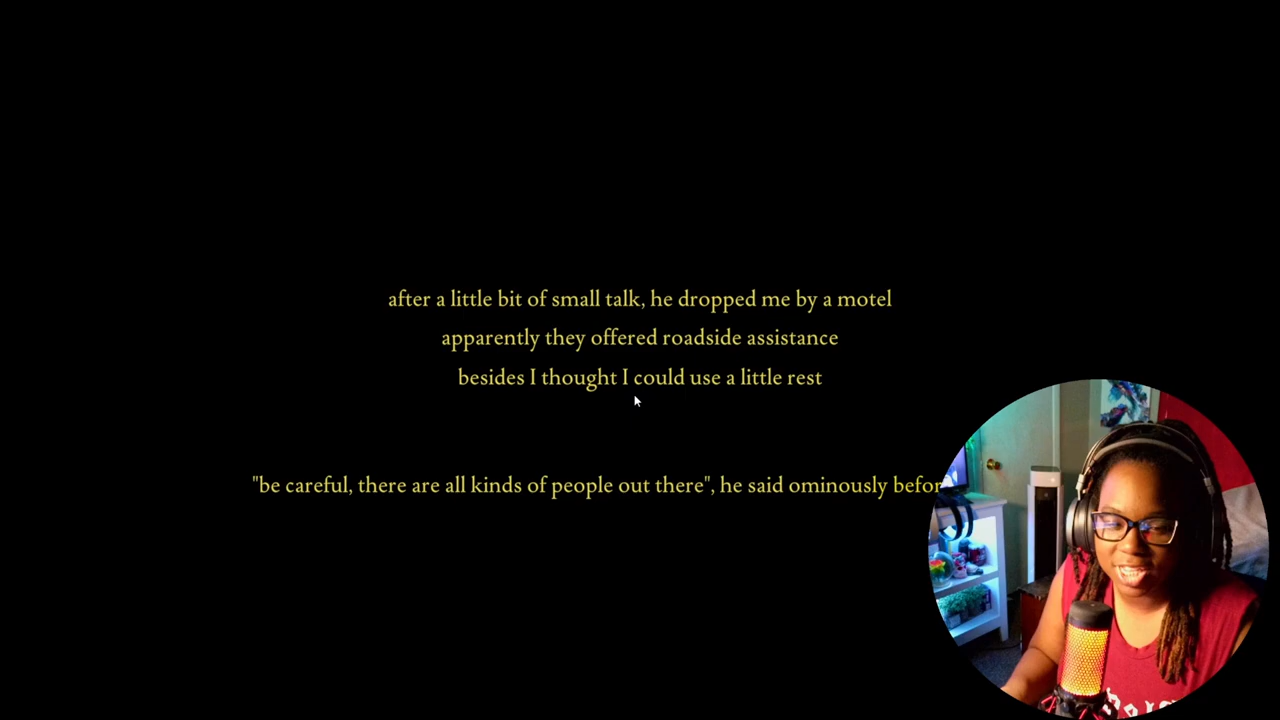 after a little bit of small talk, he dropped me by a motel
apparently they offered roadside assistance
besides I thought I could use a little rest
"be careful, there are all kinds of people out there", he said ominously